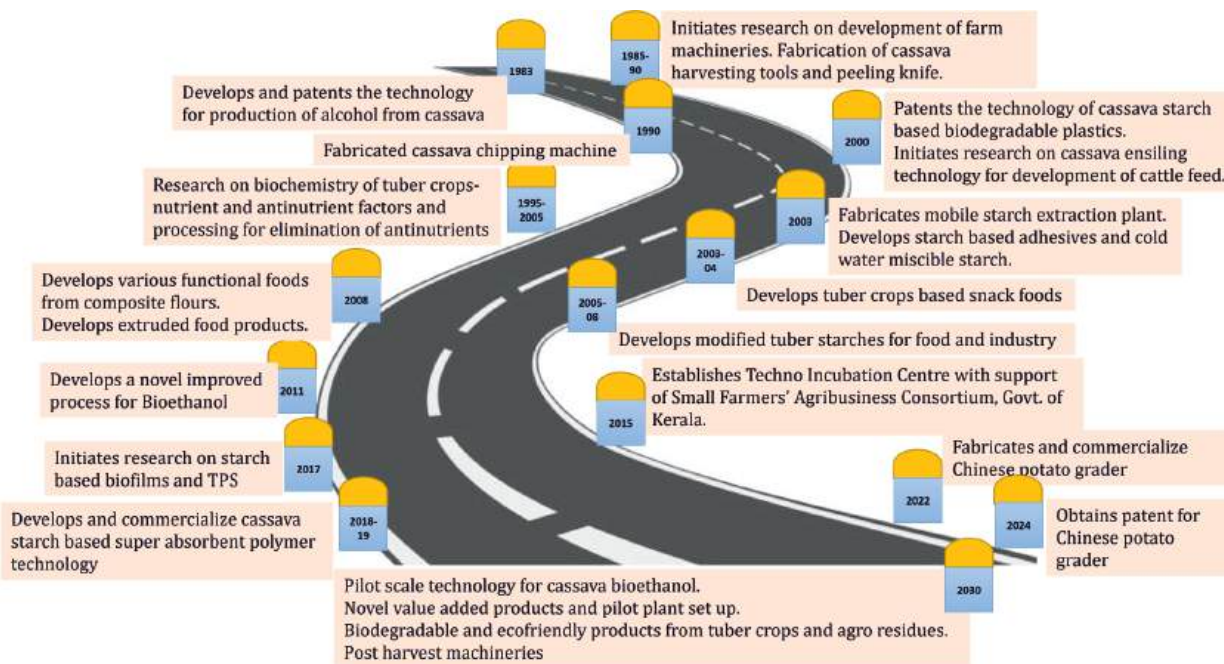 1983
Develops and patents the technology
for production of alcohol from cassava
1985-
90
Initiates research on development of farm
machineries. Fabrication of cassava
harvesting tools and peeling knife.
1990
Fabricated cassava chipping machine
1995-
2005
Research on biochemistry of tuber crops-
nutrient and antinutrient factors and
processing for elimination of antinutrients
2000
Patents the technology of cassava starch
based biodegradable plastics.
Initiates research on cassava ensiling
technology for development of cattle feed.
2003
Fabricates mobile starch extraction plant.
Develops starch based adhesives and cold
water miscible starch.
2003-
04
Develops tuber crops based snack foods
2005-
08
Develops modified tuber starches for food and industry
2008
Develops various functional foods
from composite flours.
Develops extruded food products.
2011
Develops a novel improved
process for Bioethanol
2015
Establishes Techno Incubation Centre with support
of Small Farmers' Agribusiness Consortium, Govt. of
Kerala.
2017
Initiates research on starch
based biofilms and TPS
2018-
19
Develops and commercialize cassava
starch based super absorbent polymer
technology
2022
Fabricates and commercialize
Chinese potato grader
2024
Obtains patent for
Chinese potato
grader
2030
Pilot scale technology for cassava bioethanol.
Novel value added products and pilot plant set up.
Biodegradable and ecofriendly products from tuber crops and agro residues.
Post harvest machineries